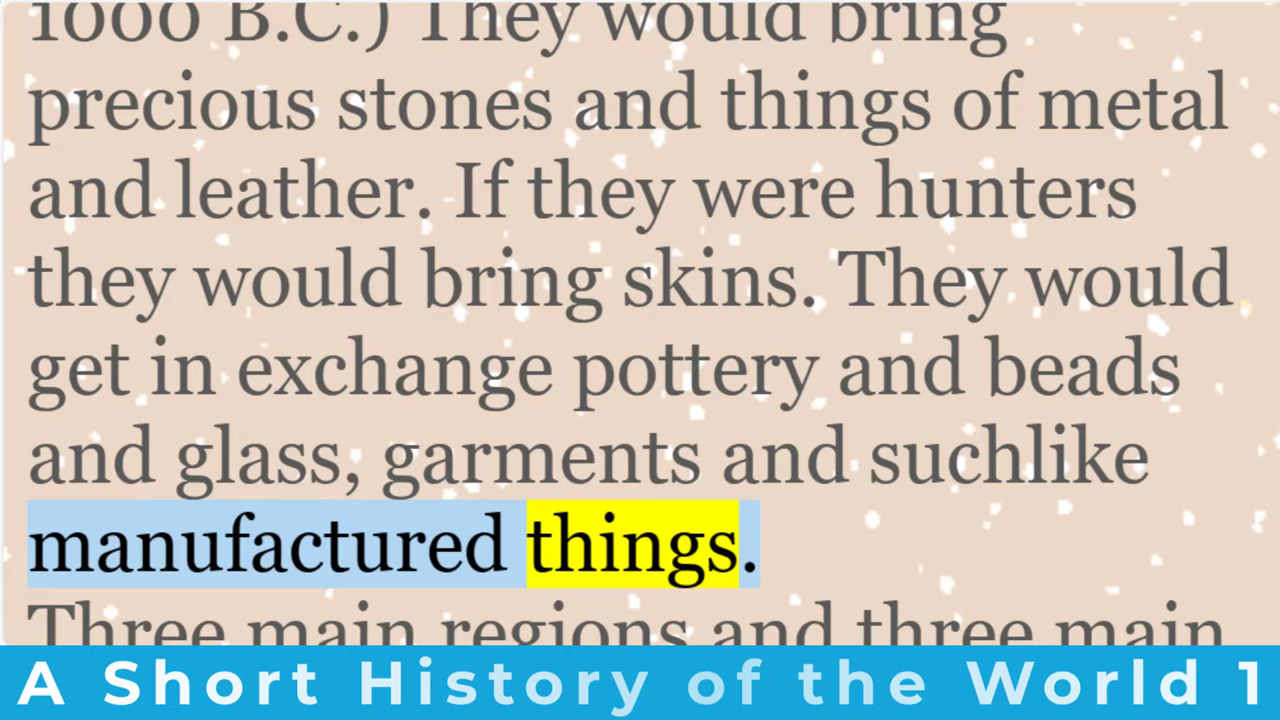 1000 B.C.) They would bring
precious stones and things of metal
and leather. If they were hunters
they would bring skins. They would
get in exchange pottery and beads
and glass, garments and suchlike
manufactured things.
Three main regions and three main
A Short History of the World 1